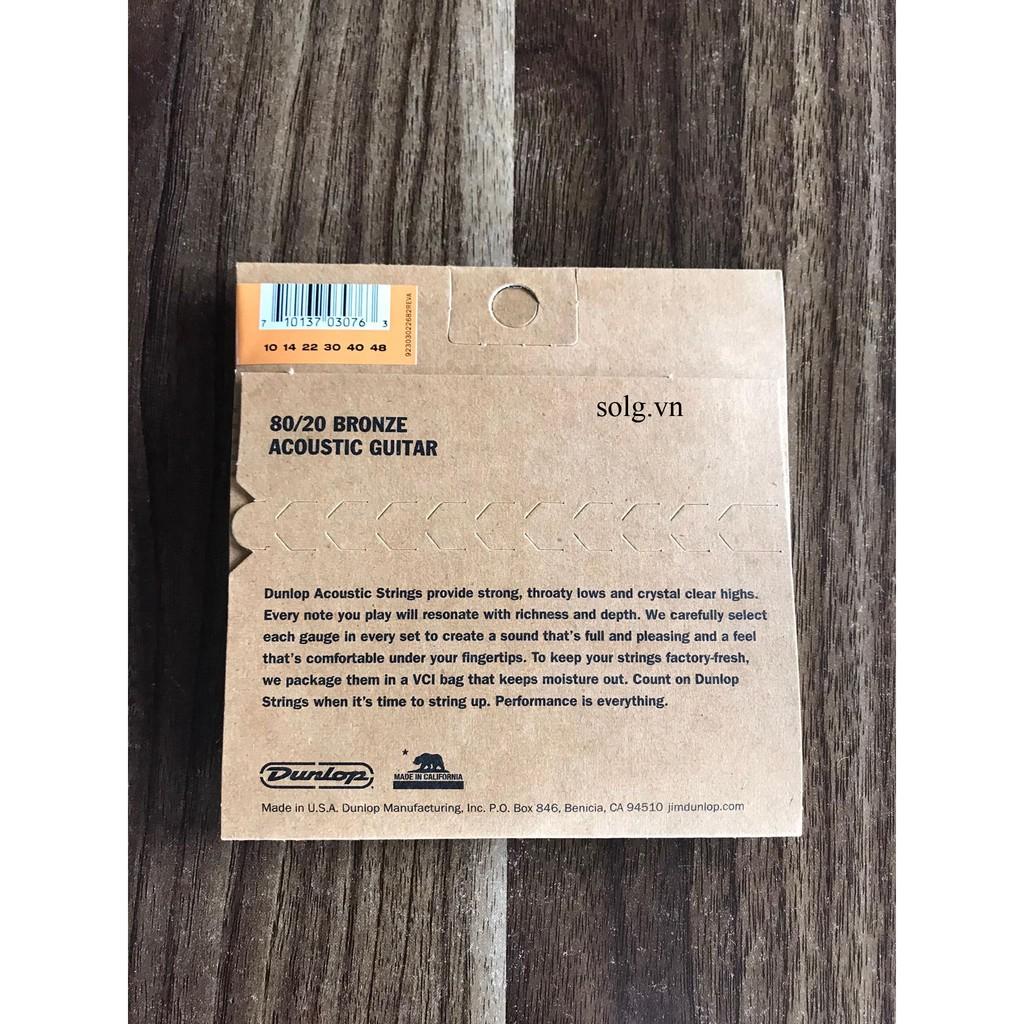 7 10137 03076 3
10 14 22 30 40 48
92303022682REVA
solg.vn
80/20 BRONZE
ACOUSTIC GUITAR
Dunlop Acoustic Strings provide strong, throaty lows and crystal clear highs.
Every note you play will resonate with richness and depth. We carefully select
each gauge in every set to create a sound that's full and pleasing and a feel
that's comfortable under your fingertips. To keep your strings factory-fresh,
we package them in a VCI bag that keeps moisture out. Count on Dunlop
Strings when it's time to string up. Performance is everything.
Dunlop
MADE IN CALIFORNIA
Made in U.S.A. Dunlop Manufacturing, Inc. P.O. Box 846, Benicia, CA 94510 jimdunlop.com